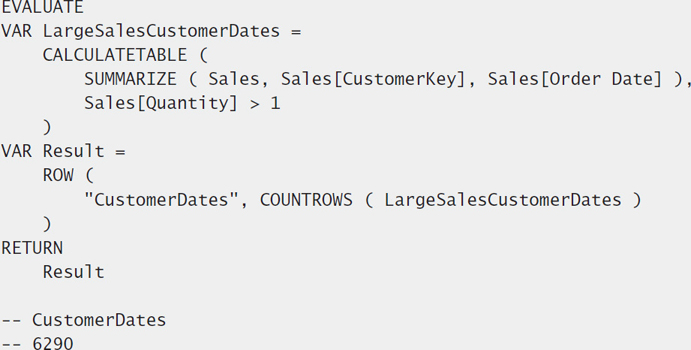 EVALUATE
VAR LargeSalesCustomerDates =
    CALCULATETABLE (
        SUMMARIZE ( Sales, Sales[CustomerKey], Sales[Order Date] ),
        Sales[Quantity] > 1
    )
VAR Result =
    ROW (
        "CustomerDates", COUNTROWS ( LargeSalesCustomerDates )
    )
RETURN
    Result

-- CustomerDates
-- 6290